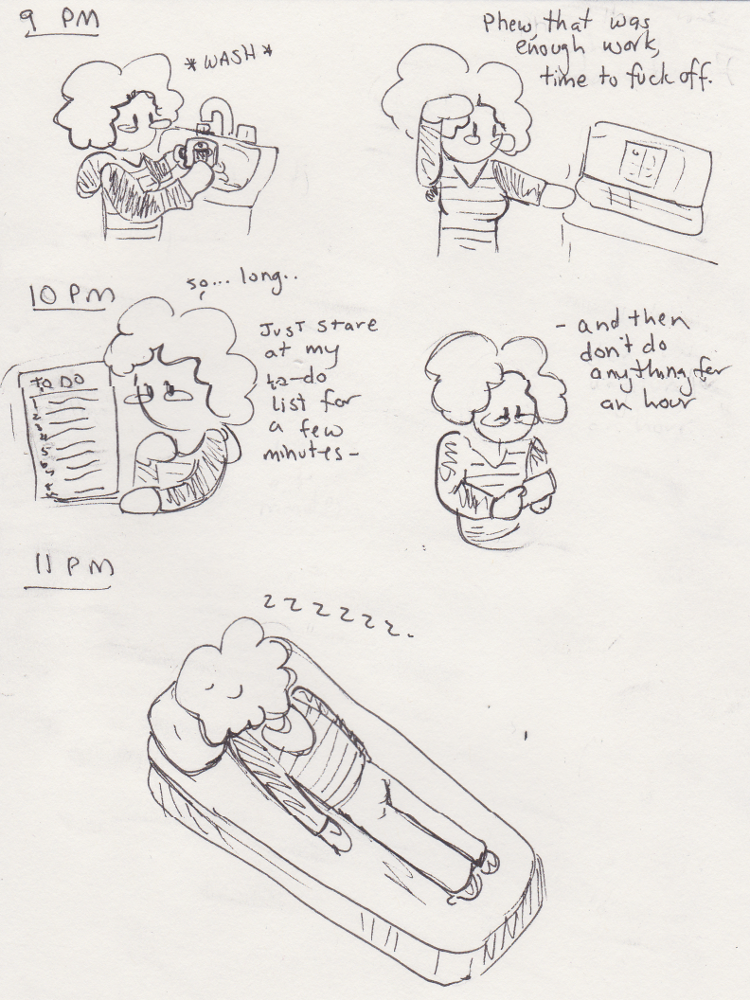 9 PM
*WASH*
Phew, that was
enough work,
time to fuck off.
10 PM
so... long..
TO DO
1
2
3
4
5
6
7
Just stare
at my
to-do
list for
a few
minutes-
- and then
don't do
anything for
an hour
11 PM
zzzzzz.